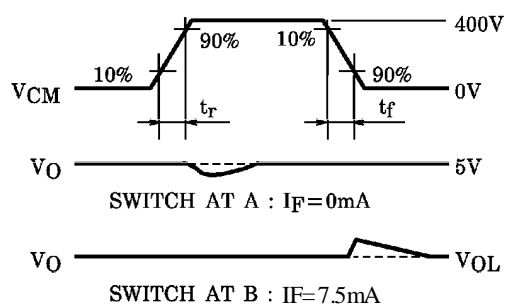 400V
90% 10%
10% 90%
V_CM 0V
t_r t_f
V_O 5V
SWITCH AT A : I_F=0mA
V_O V_OL
SWITCH AT B : IF=7.5mA